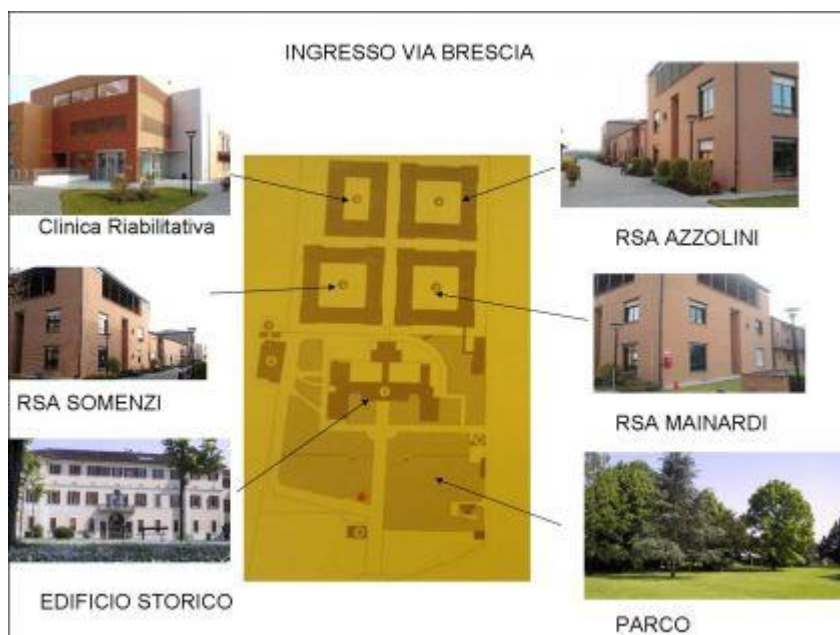 INGRESSO VIA BRESCIA
Clinica Riabilitativa
RSA AZZOLINI
RSA SOMENZI
RSA MAINARDI
EDIFICIO STORICO
PARCO